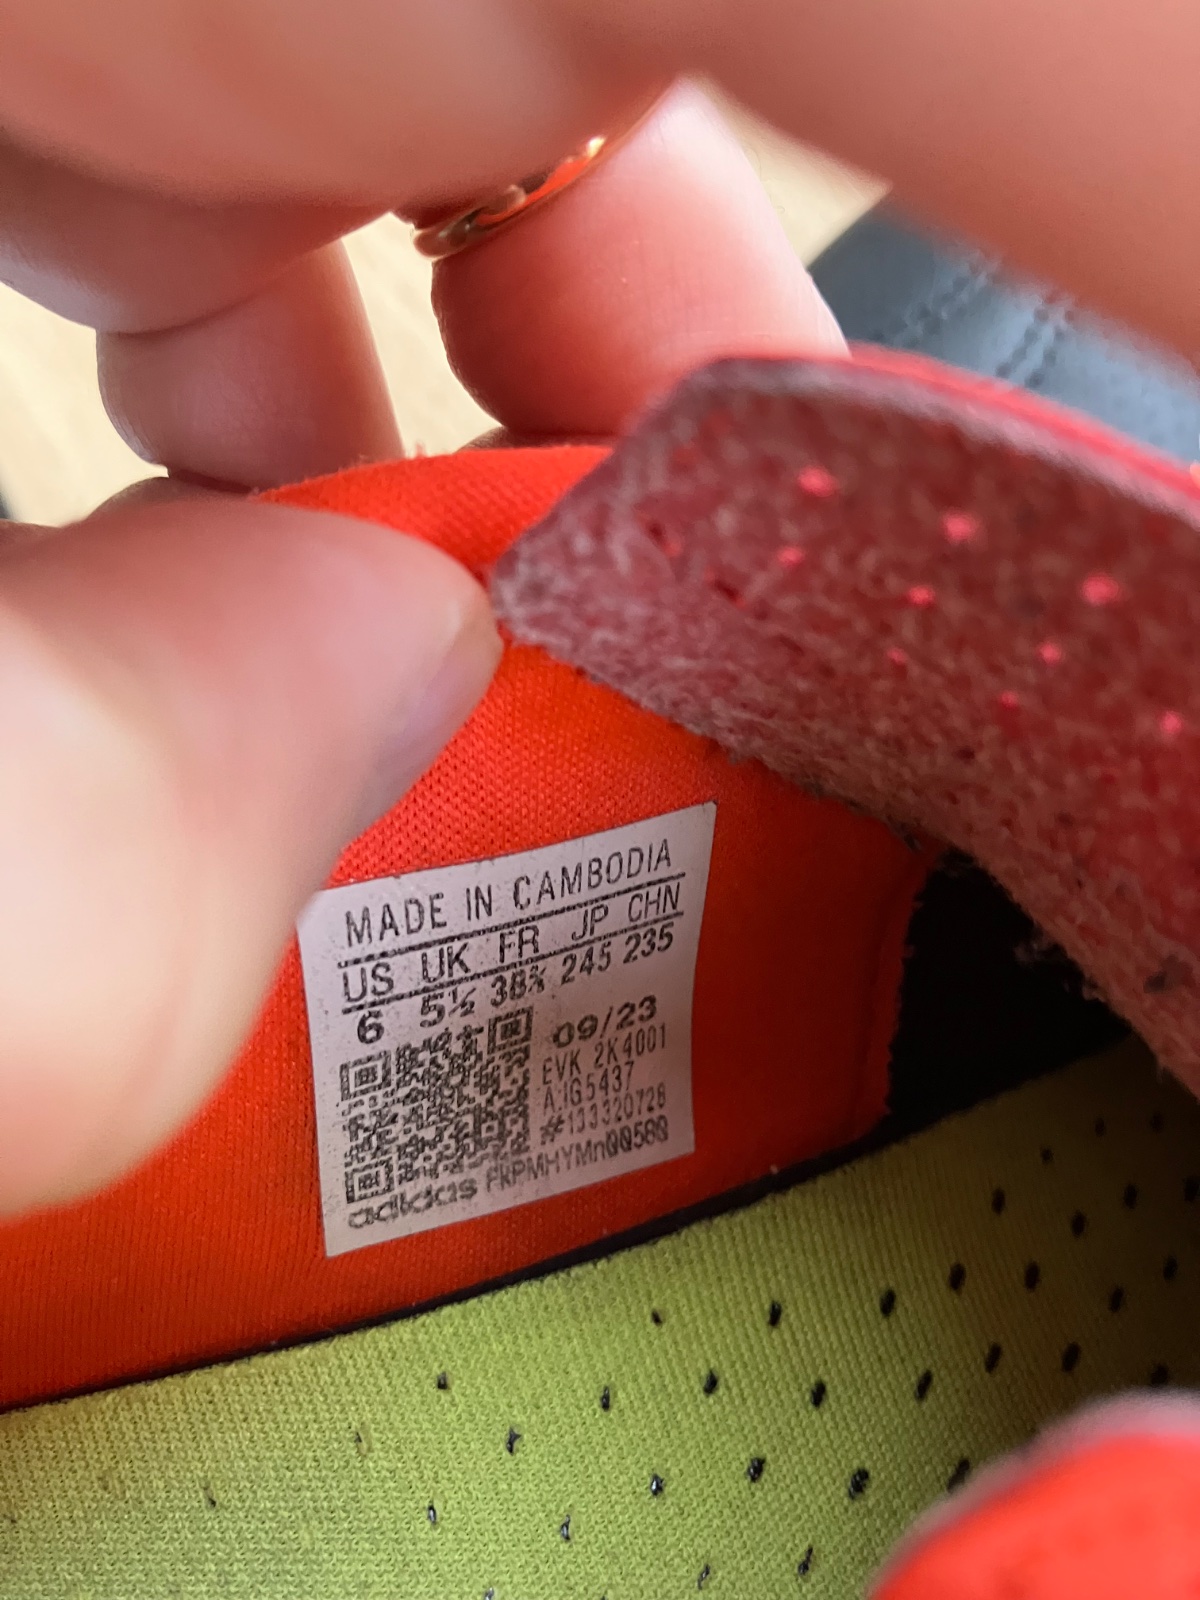 MADE IN CAMBODIA
US UK FR JP CHN
6 5½ 38⅔ 245 235
09/23
EVK 2K4001
A:IG5437
#133320728
adidas FkPMHYMnQQ58Q